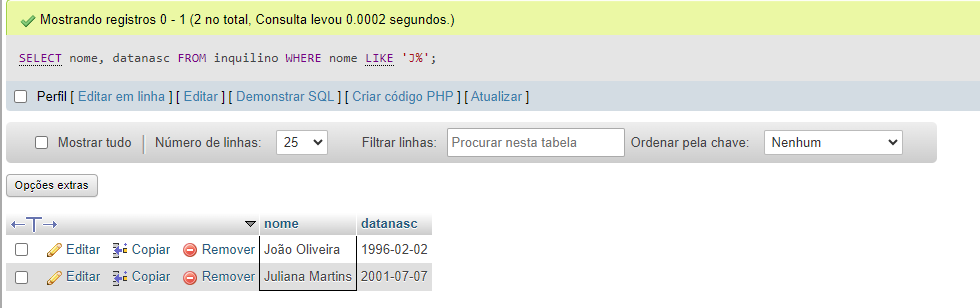 Mostrando registros 0 - 1 (2 no total, Consulta levou 0.0002 segundos.)
SELECT nome, datanasc FROM inquilino WHERE nome LIKE 'J%';
Perfil [ Editar em linha ] [ Editar ] [ Demonstrar SQL ] [ Criar código PHP ] [ Atualizar ]
Mostrar tudo Número de linhas: 25 Filtrar linhas: Procurar nesta tabela Ordenar pela chave: Nenhum
Opções extras
←T→ nome datanasc
Editar Copiar Remover João Oliveira 1996-02-02
Editar Copiar Remover Juliana Martins 2001-07-07